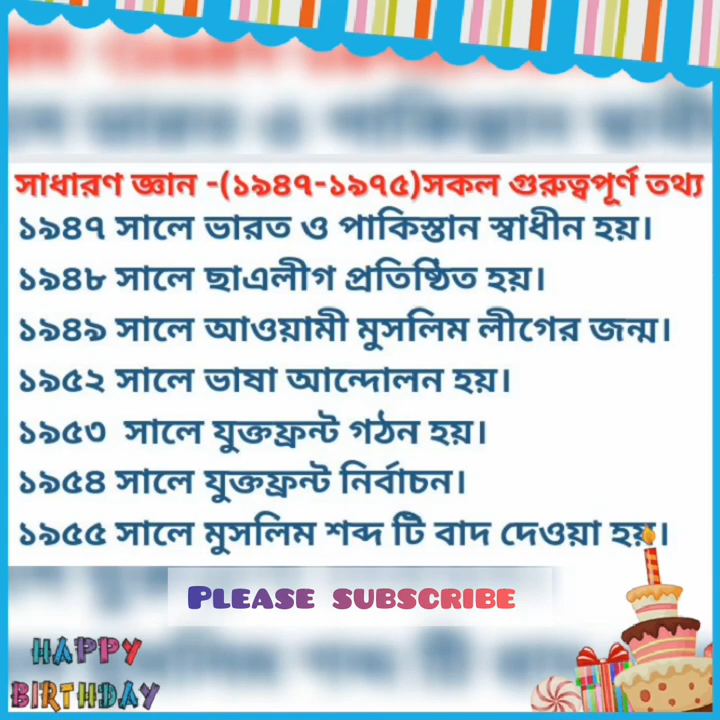 সাধারণ জ্ঞান -(১৯৪৭-১৯৭৫)সকল গুরুত্বপূর্ণ তথ্য
১৯৪৭ সালে ভারত ও পাকিস্তান স্বাধীন হয়।
১৯৪৮ সালে ছাএলীগ প্রতিষ্ঠিত হয়।
১৯৪৯ সালে আওয়ামী মুসলিম লীগের জন্ম।
১৯৫২ সালে ভাষা আন্দোলন হয়।
১৯৫৩ সালে যুক্তফ্রন্ট গঠন হয়।
১৯৫৪ সালে যুক্তফ্রন্ট নির্বাচন।
১৯৫৫ সালে মুসলিম শব্দ টি বাদ দেওয়া হয়।
PLEASE SUBSCRIBE
HAPPY
BIRTHDAY